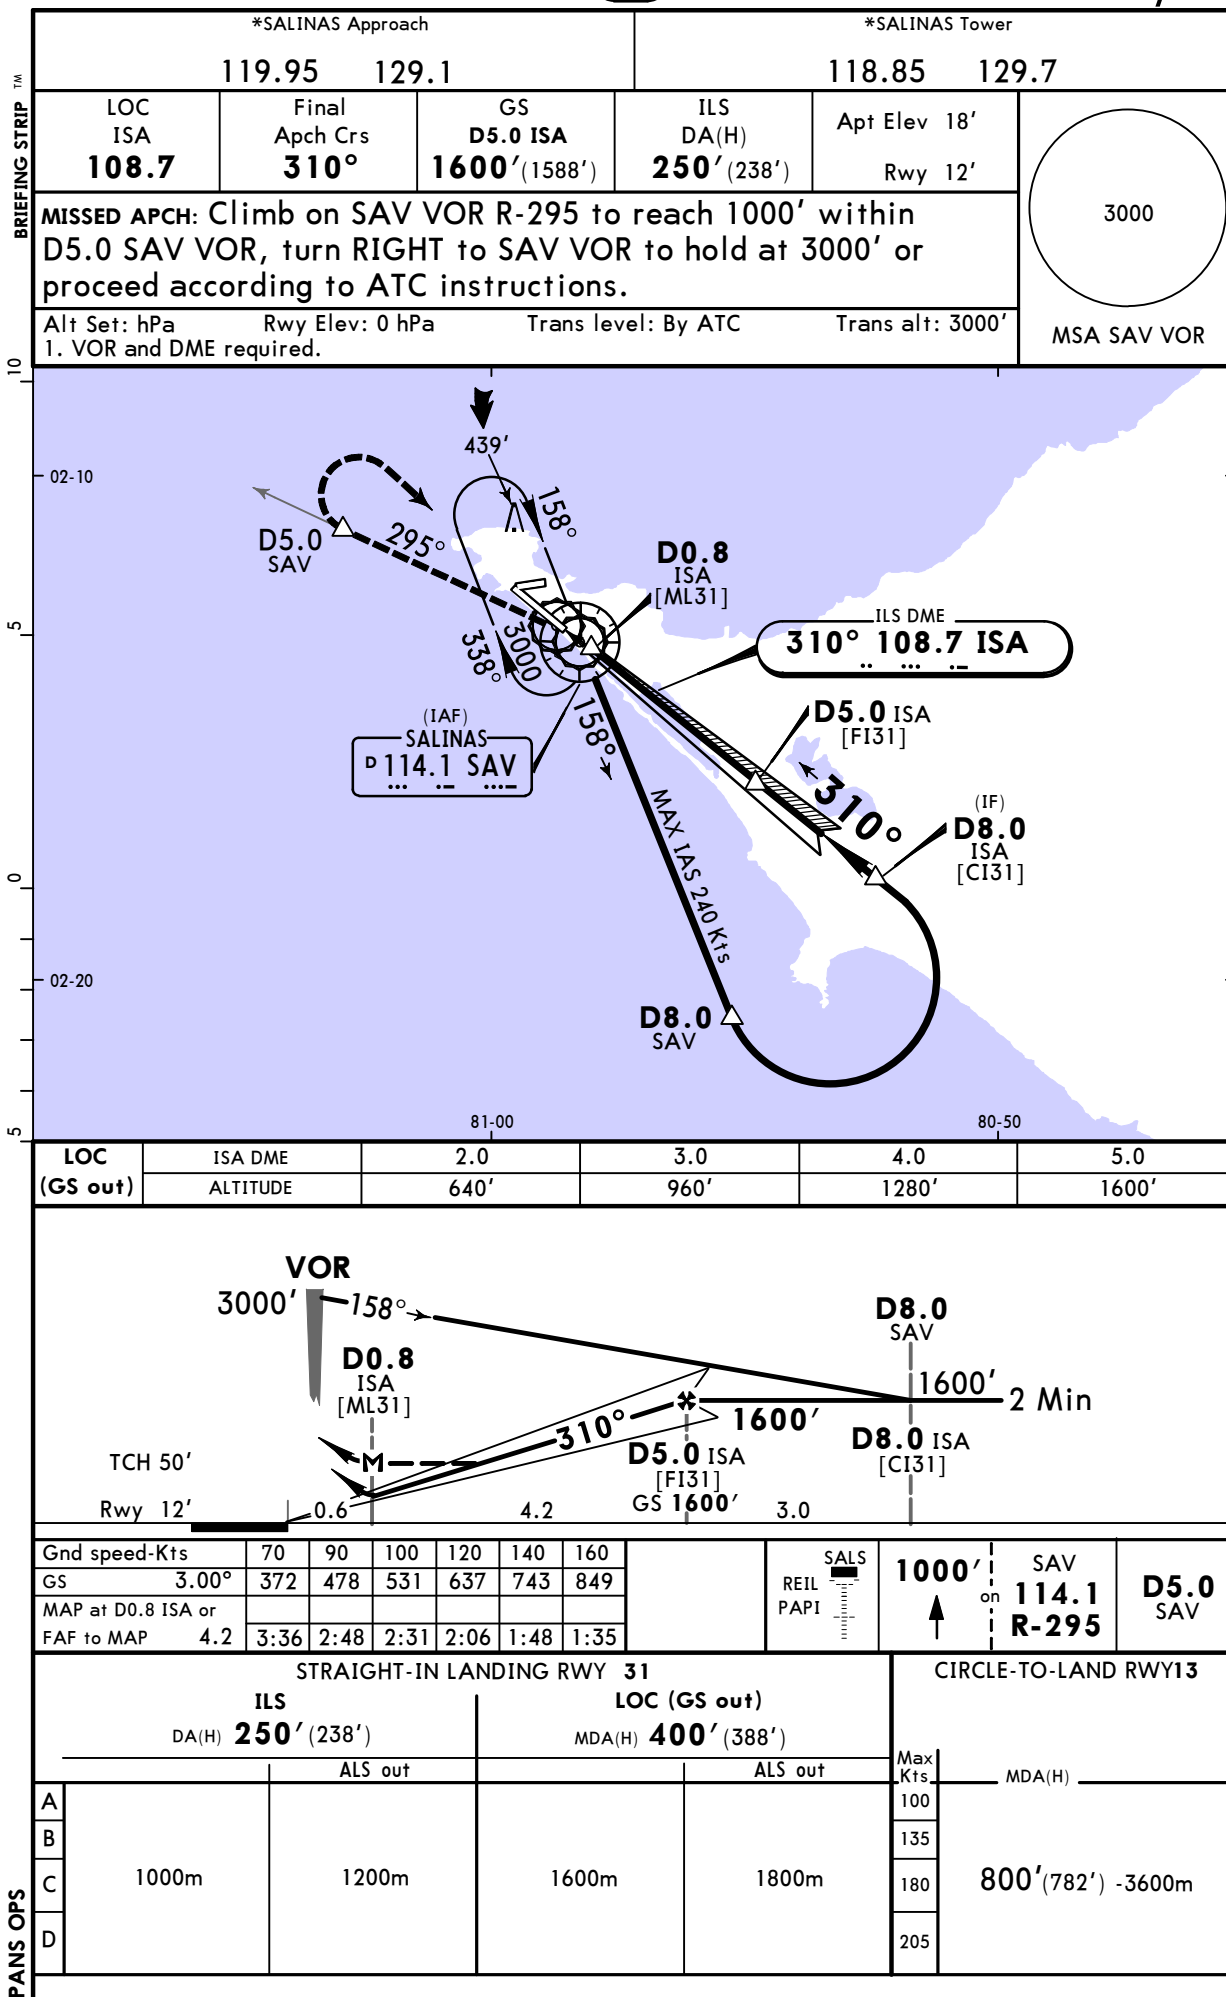 *SALINAS Approach
*SALINAS Tower
119.95 129.1
118.85 129.7
BRIEFING STRIP TM
LOC
ISA
108.7
Final
Apch Crs
310°
GS
D5.0 ISA
1600'(1588')
ILS
DA(H)
250'(238')
Apt Elev 18'
Rwy 12'
3000
MSA SAV VOR
MISSED APCH: Climb on SAV VOR R-295 to reach 1000' within
D5.0 SAV VOR, turn RIGHT to SAV VOR to hold at 3000' or
proceed according to ATC instructions.
Alt Set: hPa Rwy Elev: 0 hPa Trans level: By ATC Trans alt: 3000'
1. VOR and DME required.
10
5
0
5
02-10
02-20
81-00
80-50
439'
158°
D5.0
SAV
295°
D0.8
ISA
[ML31]
ILS DME
310° 108.7 ISA
3000
338°
(IAF)
SALINAS
D 114.1 SAV
158°
D5.0 ISA
[FI31]
310°
(IF)
D8.0
ISA
[CI31]
MAX IAS 240 Kts
D8.0
SAV
LOC
(GS out)
ISA DME 2.0 3.0 4.0 5.0
ALTITUDE 640' 960' 1280' 1600'
VOR
3000'
158°
D8.0
SAV
D0.8
ISA
[ML31]
1600'
2 Min
310°
1600'
M
D5.0 ISA
[FI31]
GS 1600'
D8.0 ISA
[CI31]
TCH 50'
Rwy 12'
0.6 4.2 3.0
Gnd speed-Kts 70 90 100 120 140 160
GS 3.00° 372 478 531 637 743 849
MAP at D0.8 ISA or
FAF to MAP 4.2 3:36 2:48 2:31 2:06 1:48 1:35
SALS
REIL
PAPI
1000'
on
SAV
114.1
R-295
D5.0
SAV
STRAIGHT-IN LANDING RWY 31
CIRCLE-TO-LAND RWY13
ILS
DA(H) 250'(238')
LOC (GS out)
MDA(H) 400'(388')
ALS out
ALS out
Max
Kts
MDA(H)
A
B
C
D
1000m
1200m
1600m
1800m
100
135
180
205
800'(782') -3600m
PANS OPS